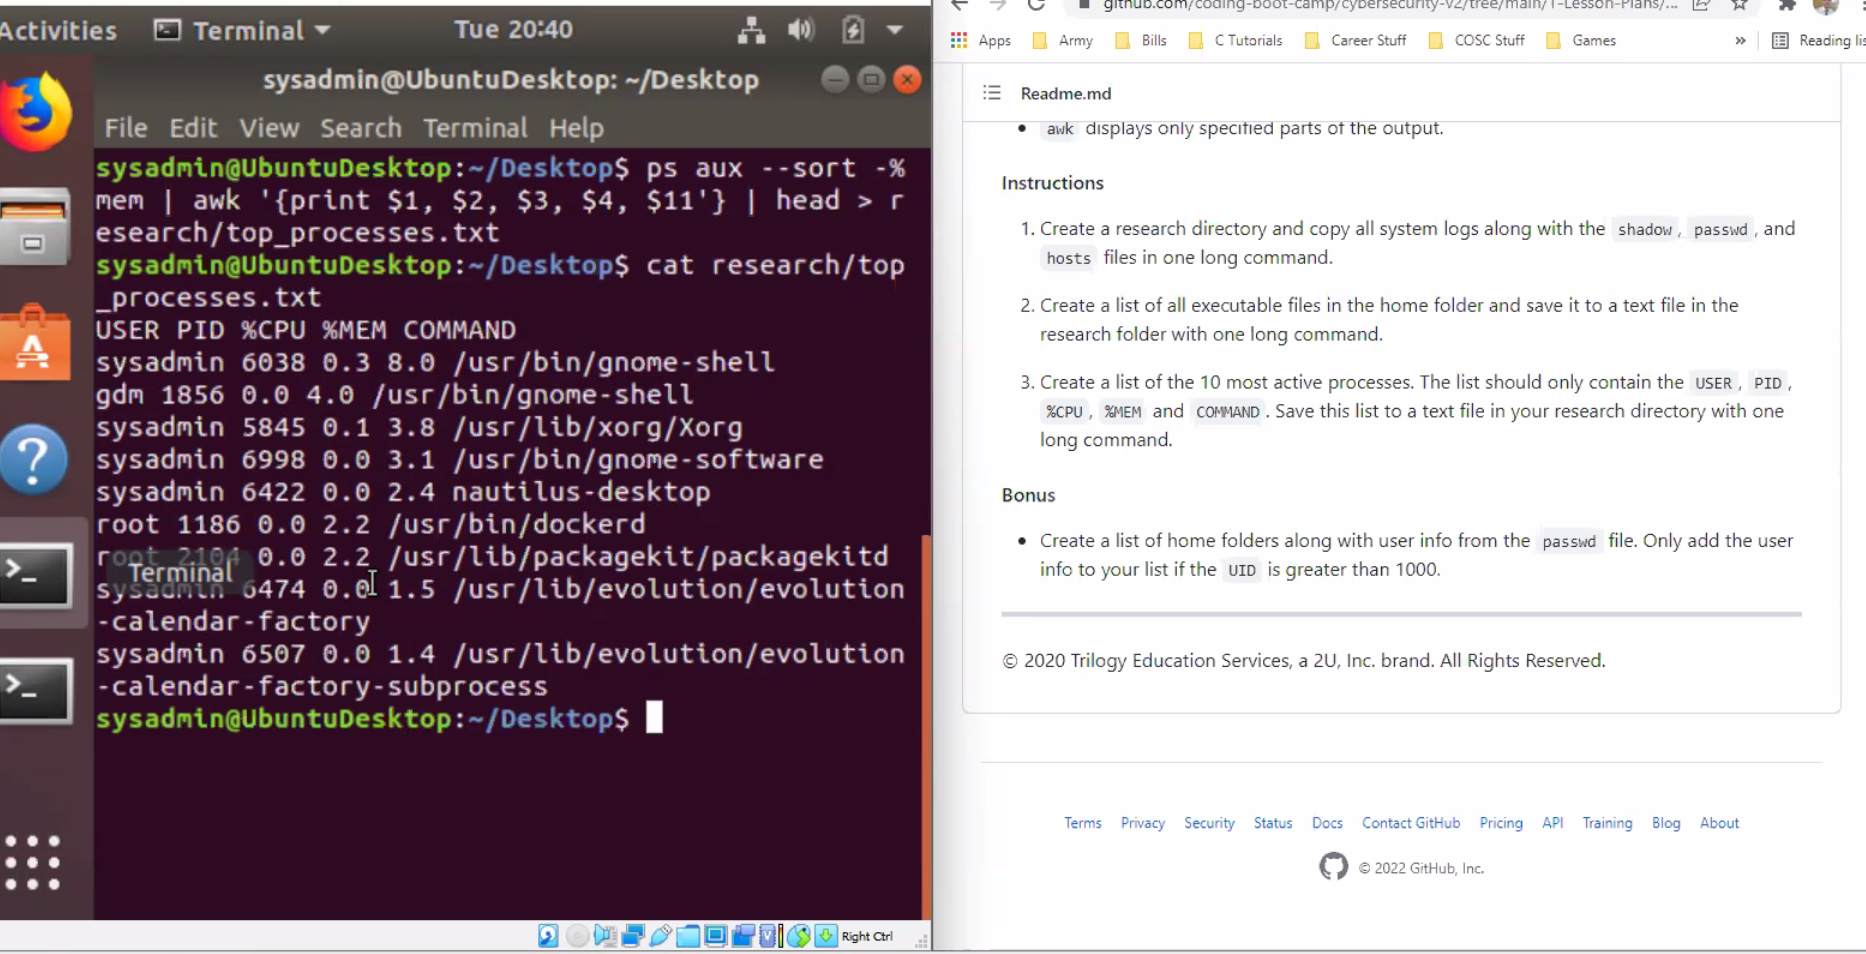 Activities
Terminal
Tue 20:40
sysadmin@UbuntuDesktop: ~/Desktop
File Edit View Search Terminal Help
sysadmin@UbuntuDesktop:~/Desktop$ ps aux --sort -%
mem | awk '{print $1, $2, $3, $4, $11'} | head > r
esearch/top_processes.txt
sysadmin@UbuntuDesktop:~/Desktop$ cat research/top
_processes.txt
USER PID %CPU %MEM COMMAND
sysadmin 6038 0.3 8.0 /usr/bin/gnome-shell
gdm 1856 0.0 4.0 /usr/bin/gnome-shell
sysadmin 5845 0.1 3.8 /usr/lib/xorg/Xorg
sysadmin 6998 0.0 3.1 /usr/bin/gnome-software
sysadmin 6422 0.0 2.4 nautilus-desktop
root 1186 0.0 2.2 /usr/bin/dockerd
root 2104 0.0 2.2 /usr/lib/packagekit/packagekitd
Terminal
sysadmin 6474 0.0 1.5 /usr/lib/evolution/evolution
-calendar-factory
sysadmin 6507 0.0 1.4 /usr/lib/evolution/evolution
-calendar-factory-subprocess
sysadmin@UbuntuDesktop:~/Desktop$
Right Ctrl
github.com/coding-boot-camp/cybersecurity-v2/tree/main/1-Lesson-Plans/...
Apps Army Bills C Tutorials Career Stuff COSC Stuff Games » Reading lis
Readme.md
• awk displays only specified parts of the output.
Instructions
1. Create a research directory and copy all system logs along with the shadow, passwd, and
hosts files in one long command.
2. Create a list of all executable files in the home folder and save it to a text file in the
research folder with one long command.
3. Create a list of the 10 most active processes. The list should only contain the USER, PID,
%CPU, %MEM and COMMAND. Save this list to a text file in your research directory with one
long command.
Bonus
• Create a list of home folders along with user info from the passwd file. Only add the user
info to your list if the UID is greater than 1000.
© 2020 Trilogy Education Services, a 2U, Inc. brand. All Rights Reserved.
Terms Privacy Security Status Docs Contact GitHub Pricing API Training Blog About
© 2022 GitHub, Inc.